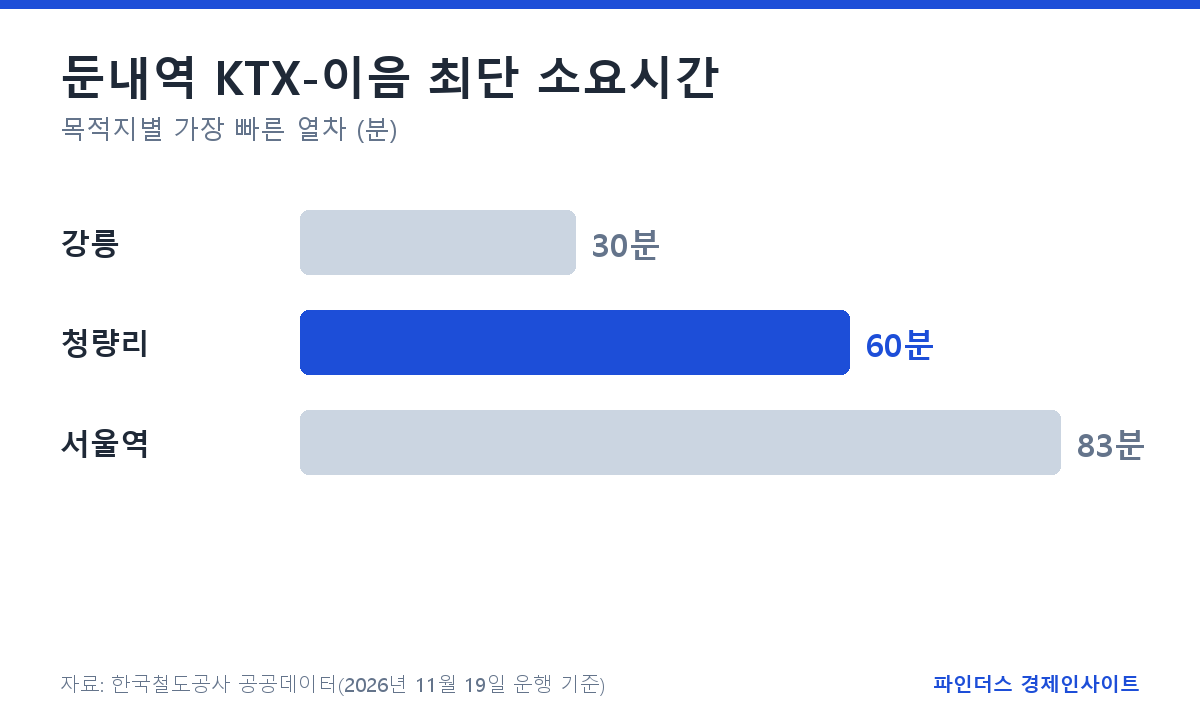 둔내역 KTX-이음 최단 소요시간
목적지별 가장 빠른 열차 (분)
강릉 30분
청량리 60분
서울역 83분
자료: 한국철도공사 공공데이터(2026년 11월 19일 운행 기준)
파인더스 경제인사이트